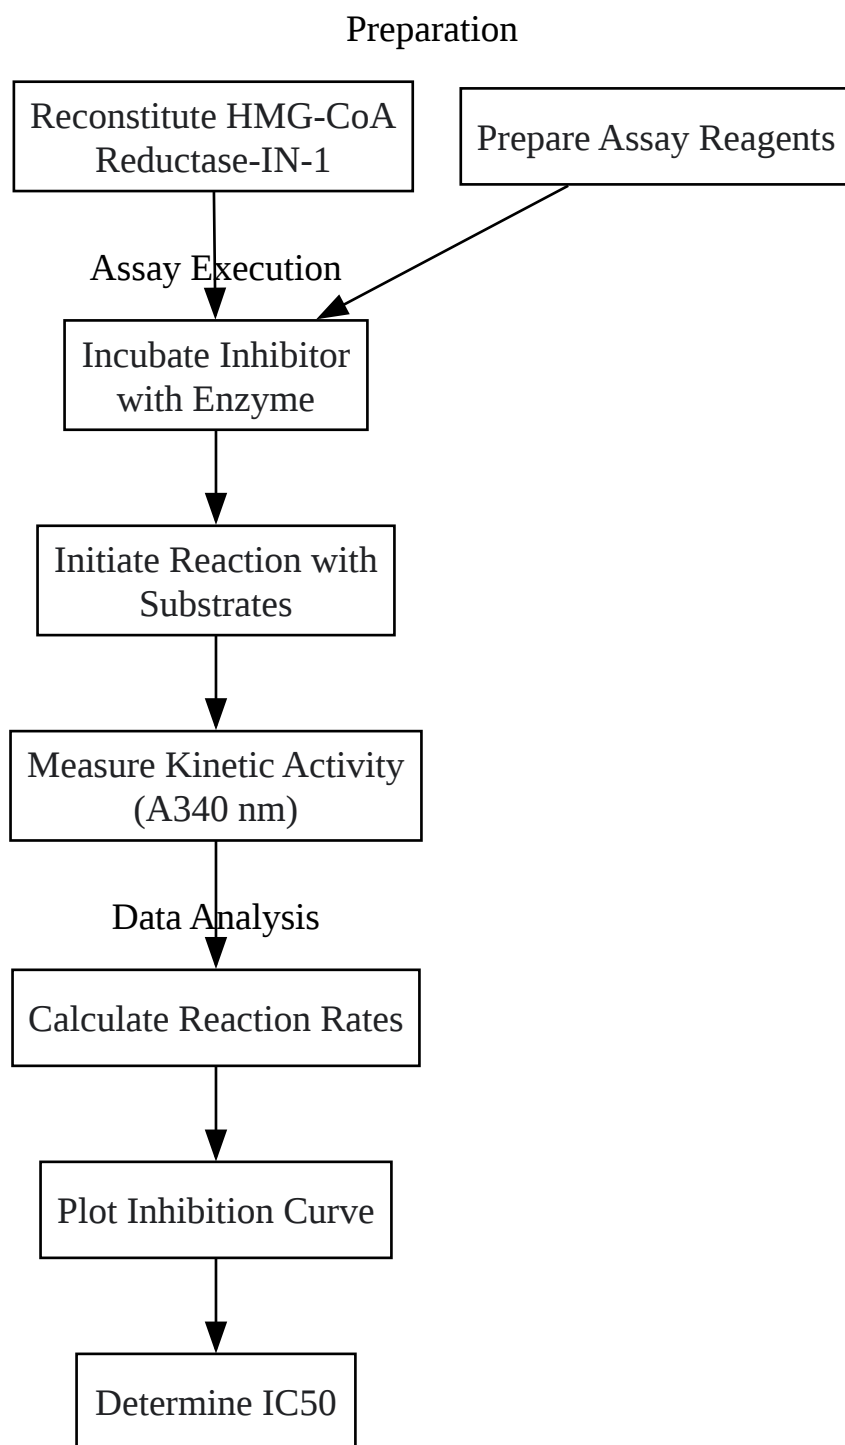 Preparation
Reconstitute HMG-CoA
Reductase-IN-1
Prepare Assay Reagents
Assay Execution
Incubate Inhibitor
with Enzyme
Initiate Reaction with
Substrates
Measure Kinetic Activity
(A340 nm)
Data Analysis
Calculate Reaction Rates
Plot Inhibition Curve
Determine IC50